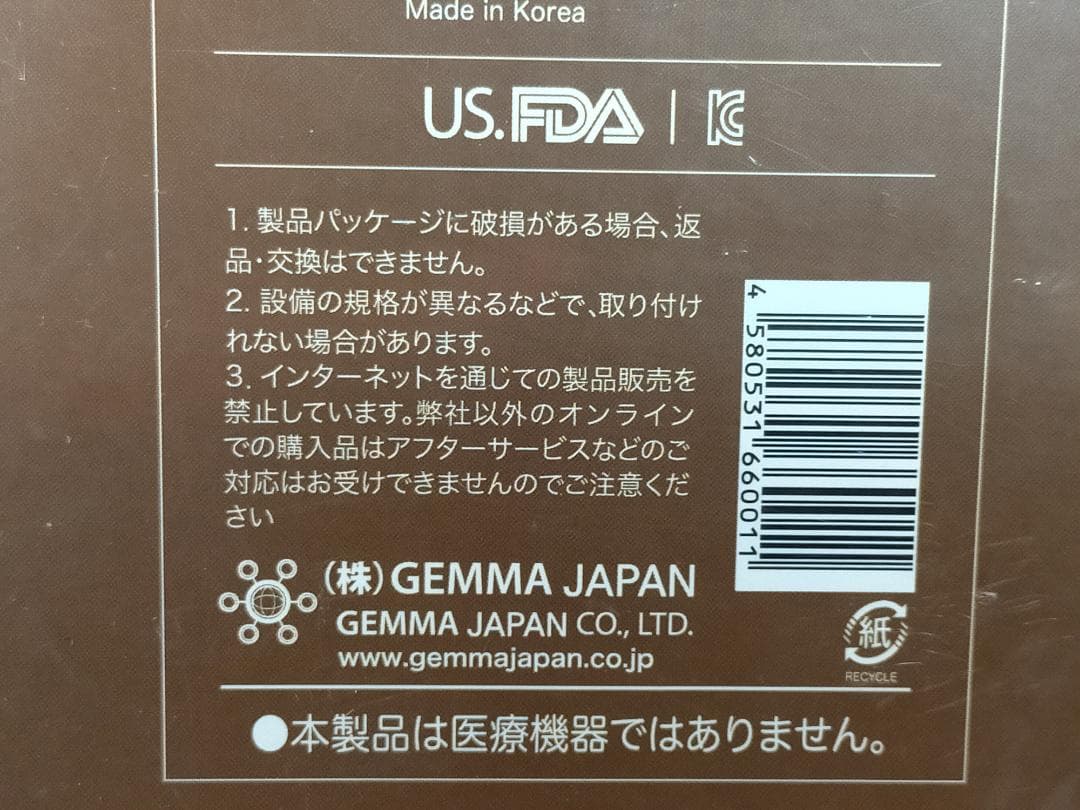 Made in Korea
US.FDA | KC
1. 製品パッケージに破損がある場合、返
品・交換はできません。
2. 設備の規格が異なるなどで、取り付け
れない場合があります。
3. インターネットを通じての製品販売を
禁止しています。弊社以外のオンライン
での購入品はアフターサービスなどのご
対応はお受けできませんのでご注意くだ
さい
4 580531 660011
(株)GEMMA JAPAN
GEMMA JAPAN CO., LTD.
www.gemmajapan.co.jp
紙
RECYCLE
●本製品は医療機器ではありません。